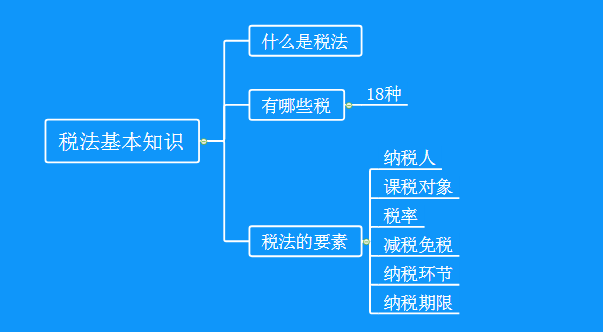 税法基本知识
什么是税法
有哪些税
18种
税法的要素
纳税人
课税对象
税率
减税免税
纳税环节
纳税期限